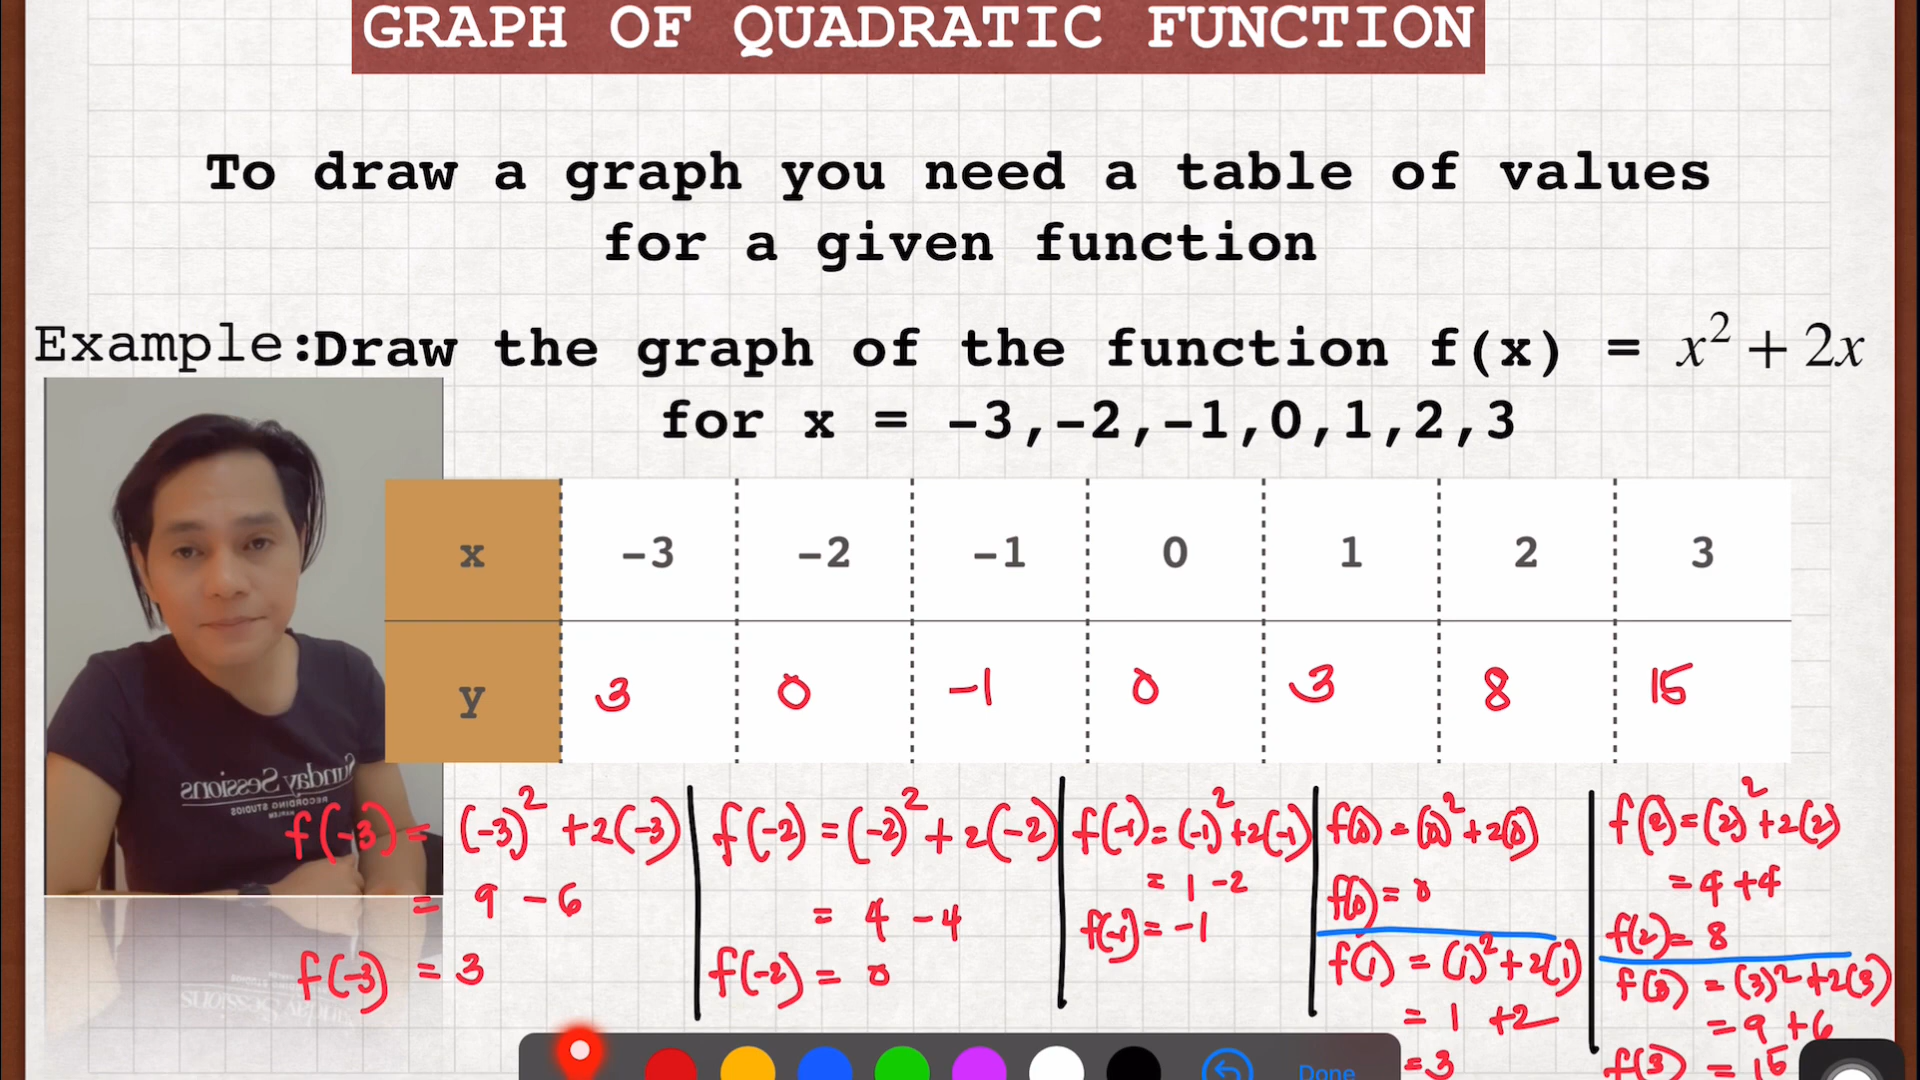 GRAPH OF QUADRATIC FUNCTION
To draw a graph you need a table of values
for a given function
Example:Draw the graph of the function f(x) = x² + 2x
for x = -3,-2,-1,0,1,2,3
x -3 -2 -1 0 1 2 3
y 3 0 -1 0 3 8 15
Sunday Sessions
RECORDING STUDIOS
HARLEM
f(-3) = (-3)² +2(-3)
= 9 - 6
f(-3) = 3
f(-2) = (-2)² + 2(-2)
= 4 - 4
f(-2) = 0
f(-1) = (-1)² +2(-1)
= 1 -2
f(-1) = -1
f(0) = (0)² +2(0)
f(0) = 0
f(1) = (1)² +2(1)
= 1 +2
=3
f(2) = (2)² +2(2)
= 4 +4
f(2) = 8
f(3) = (3)² +2(3)
= 9 +6
f(3) = 15
Done